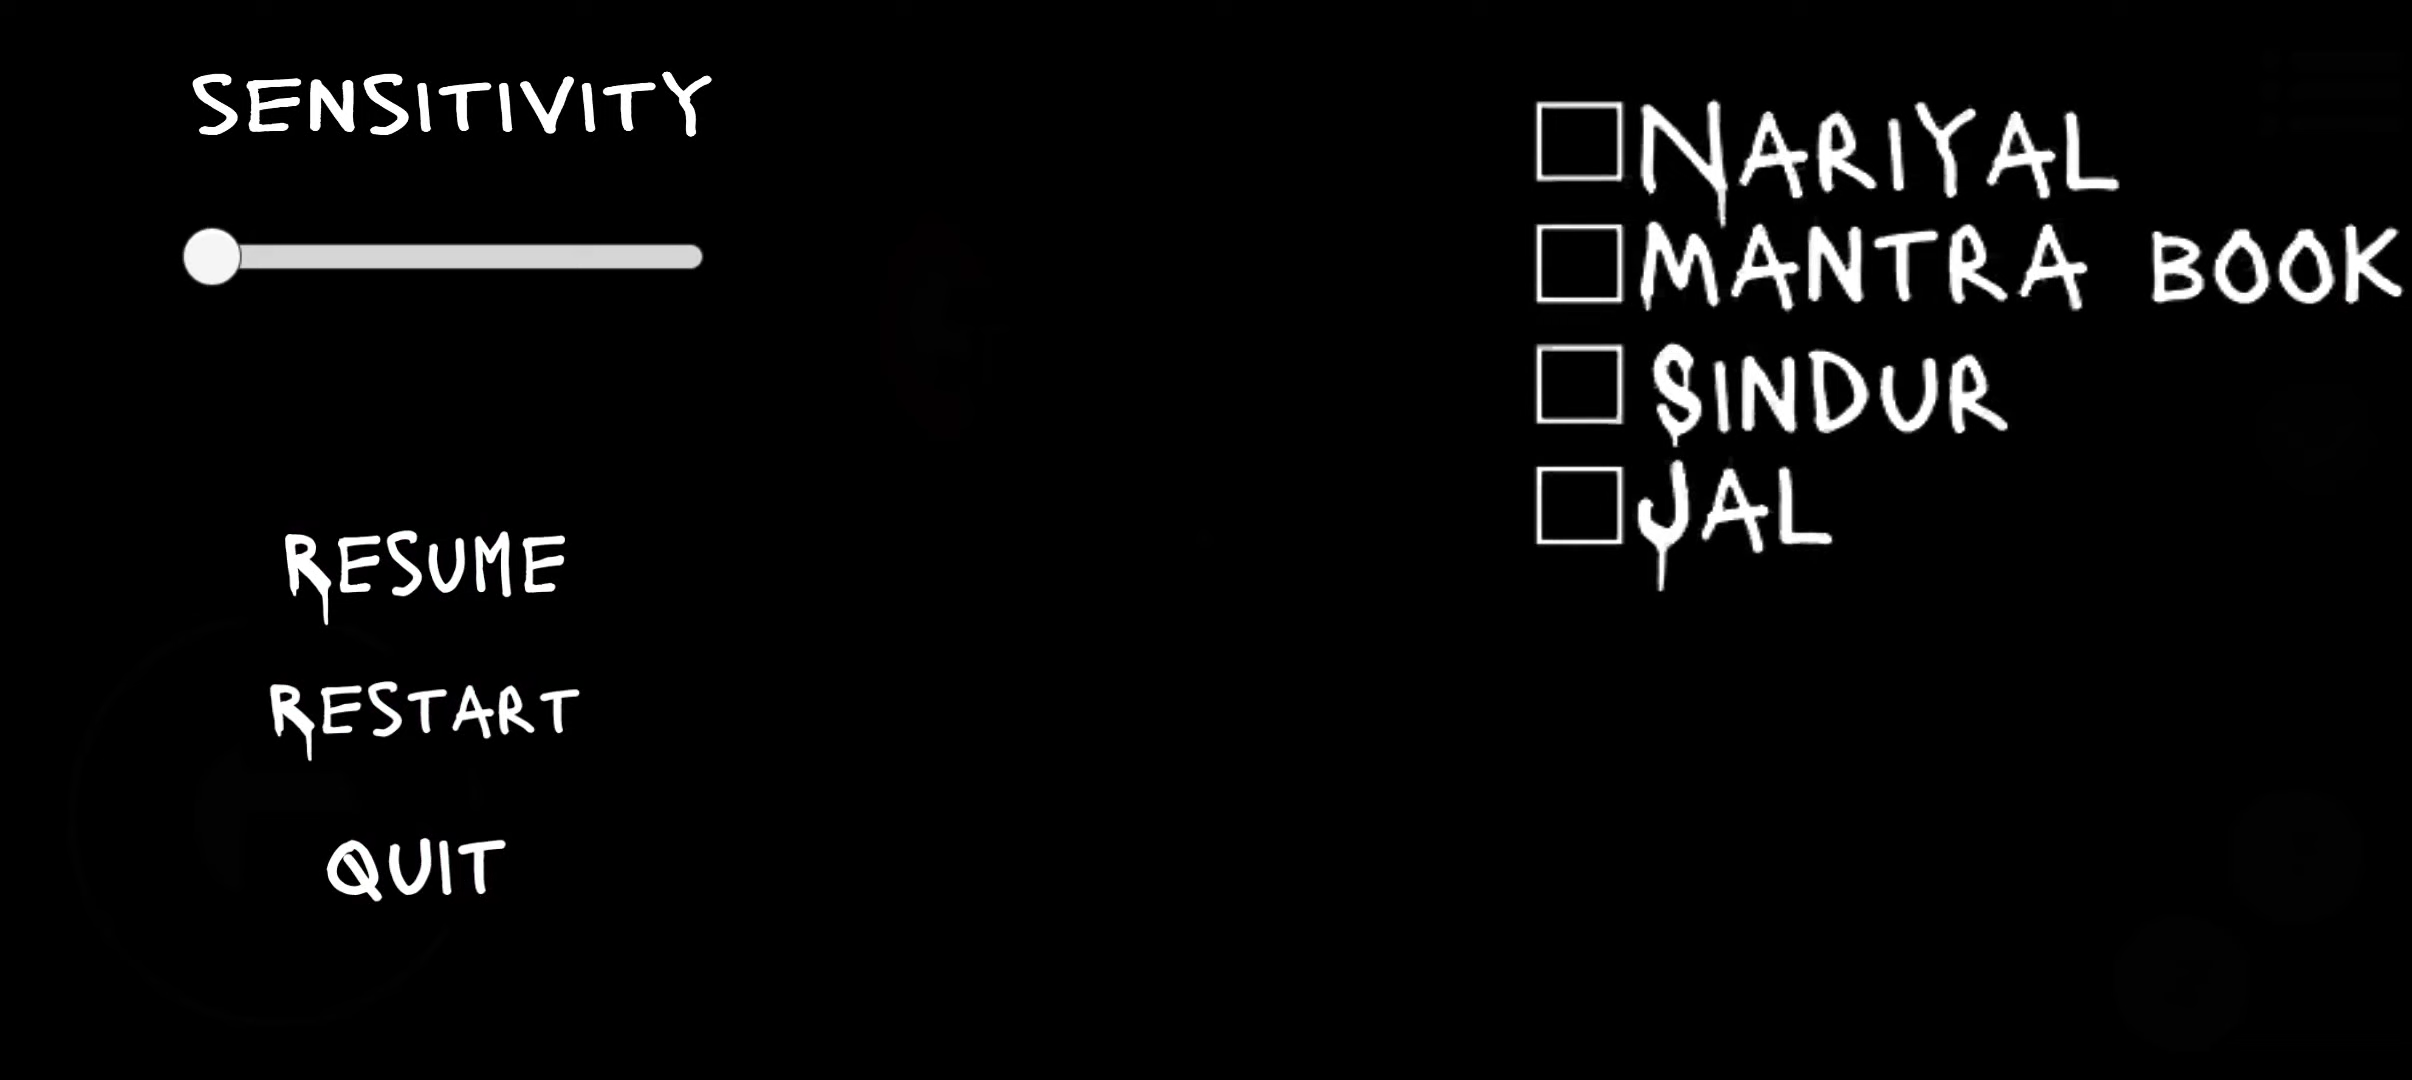 SENSITIVITY
RESUME
RESTART
QUIT
NARIYAL
MANTRA BOOK
SINDUR
JAL